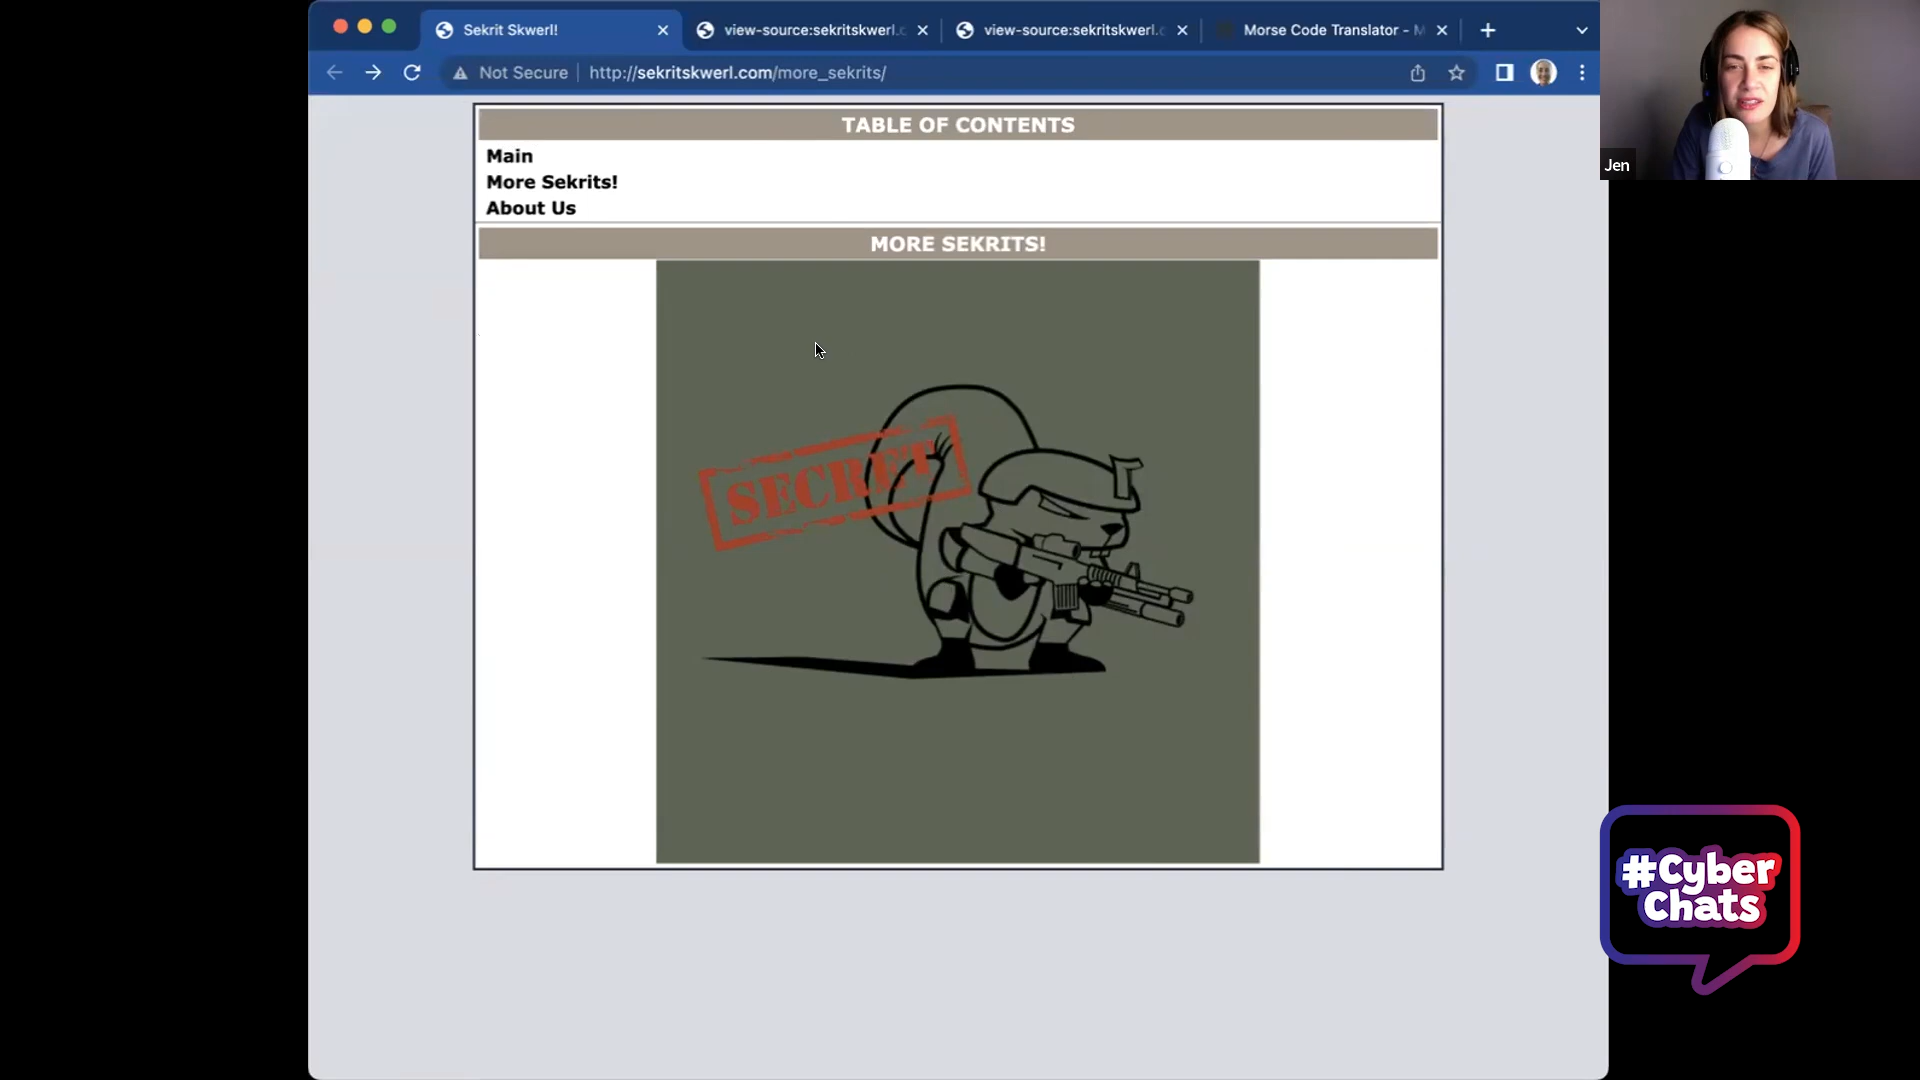 Sekrit Skwerl!
view-source:sekritskwerl.c
view-source:sekritskwerl.c
Morse Code Translator - M
Not Secure
http://sekritskwerl.com/more_sekrits/
Jen
TABLE OF CONTENTS
Main
More Sekrits!
About Us
MORE SEKRITS!
SECRET
#Cyber
Chats